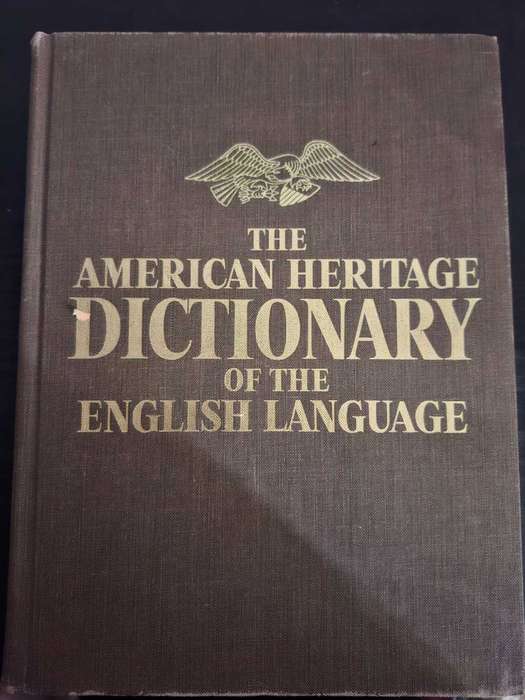 THE
AMERICAN HERITAGE
DICTIONARY
OF THE
ENGLISH LANGUAGE